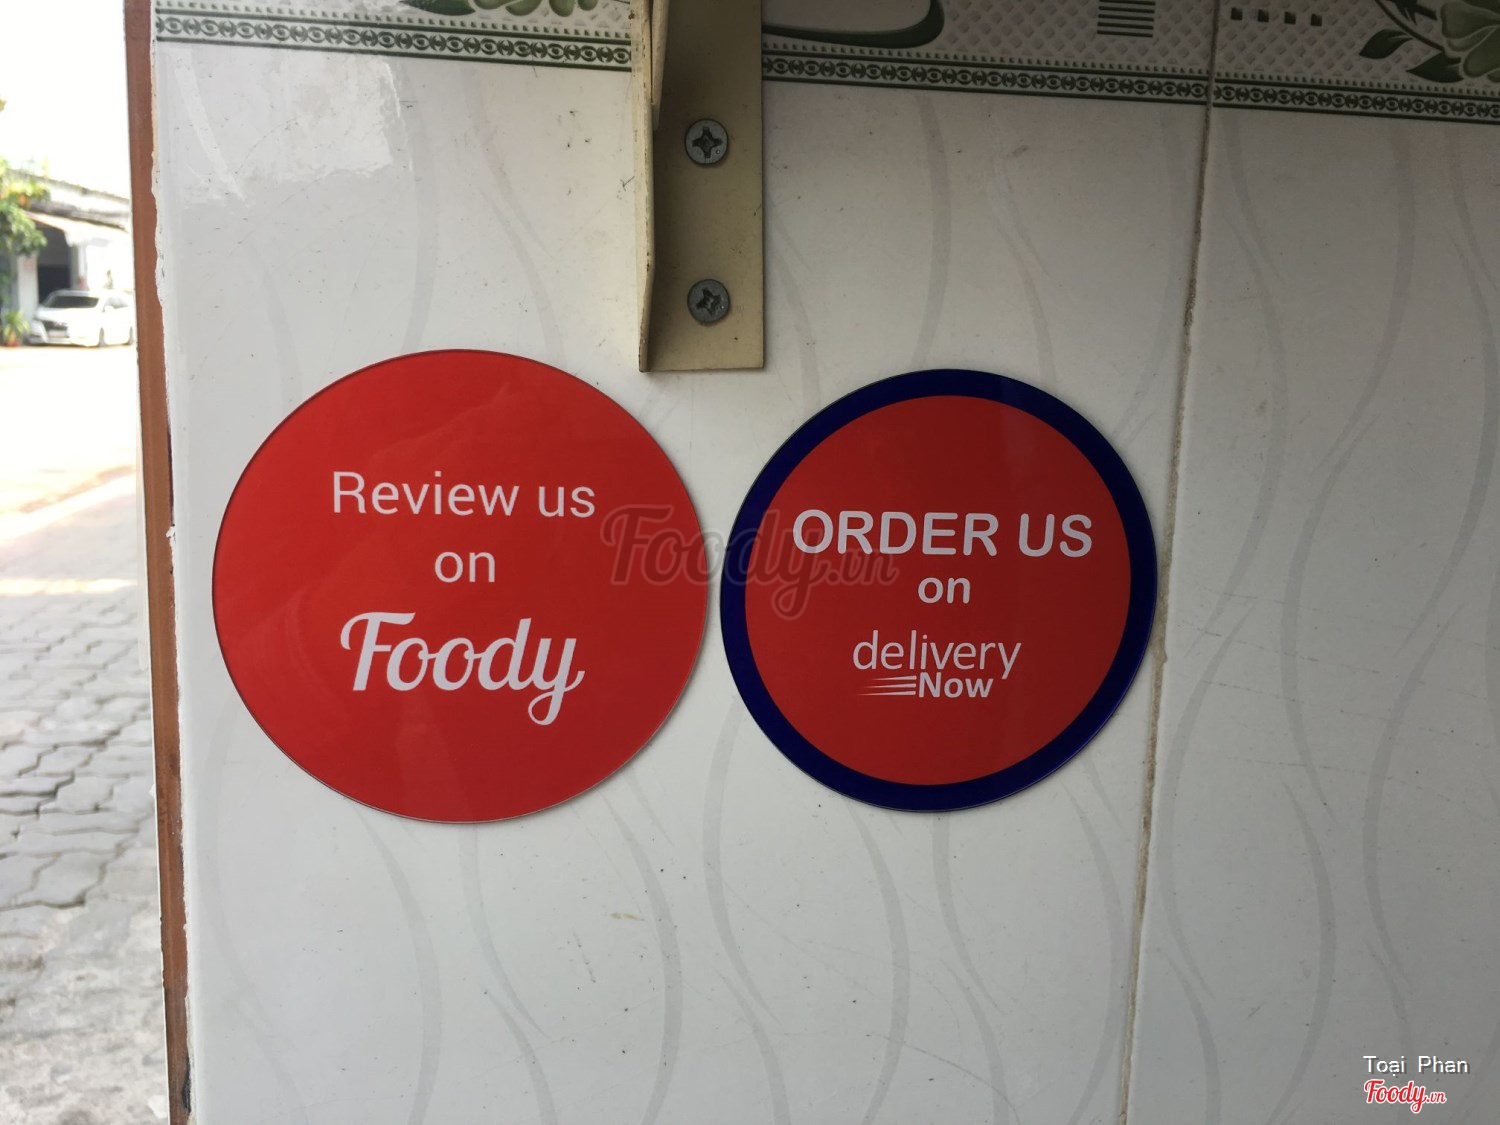 Review us
on
Foody
ORDER US
on
delivery
Now
Foody.vn
Toại Phan
Foody.vn